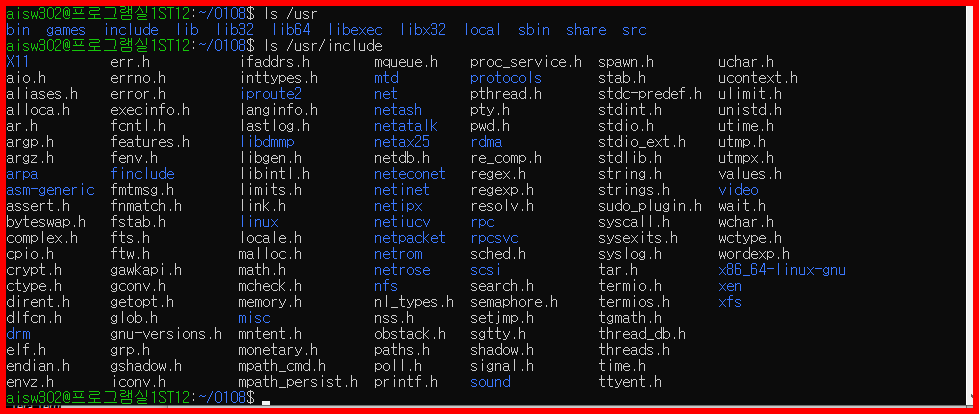 aisw302@프로그램실1ST12:~/0108$ ls /usr
bin games include lib lib32 lib64 libexec libx32 local sbin share src
aisw302@프로그램실1ST12:~/0108$ ls /usr/include
X11 err.h ifaddrs.h mqueue.h proc_service.h spawn.h uchar.h
aio.h errno.h inttypes.h mtd protocols stab.h ucontext.h
aliases.h error.h iproute2 net pthread.h stdc-predef.h ulimit.h
alloca.h execinfo.h langinfo.h netash pty.h stdint.h unistd.h
ar.h fcntl.h lastlog.h netatalk pwd.h stdio.h utime.h
argp.h features.h libdmmp netax25 rdma stdio_ext.h utmp.h
argz.h fenv.h libgen.h netdb.h re_comp.h stdlib.h utmpx.h
arpa finclude libintl.h neteconet regex.h string.h values.h
asm-generic fmtmsg.h limits.h netinet regexp.h strings.h video
assert.h fnmatch.h link.h netipx resolv.h sudo_plugin.h wait.h
byteswap.h fstab.h linux netiucv rpc syscall.h wchar.h
complex.h fts.h locale.h netpacket rpcsvc sysexits.h wctype.h
cpio.h ftw.h malloc.h netrom sched.h syslog.h wordexp.h
crypt.h gawkapi.h math.h netrose scsi tar.h x86_64-linux-gnu
ctype.h gconv.h mcheck.h nfs search.h termio.h xen
dirent.h getopt.h memory.h nl_types.h semaphore.h termios.h xfs
dlfcn.h glob.h misc nss.h setjmp.h tgmath.h
drm gnu-versions.h mntent.h obstack.h sgtty.h thread_db.h
elf.h grp.h monetary.h paths.h shadow.h threads.h
endian.h gshadow.h mpath_cmd.h poll.h signal.h time.h
envz.h iconv.h mpath_persist.h printf.h sound ttyent.h
aisw302@프로그램실1ST12:~/0108$